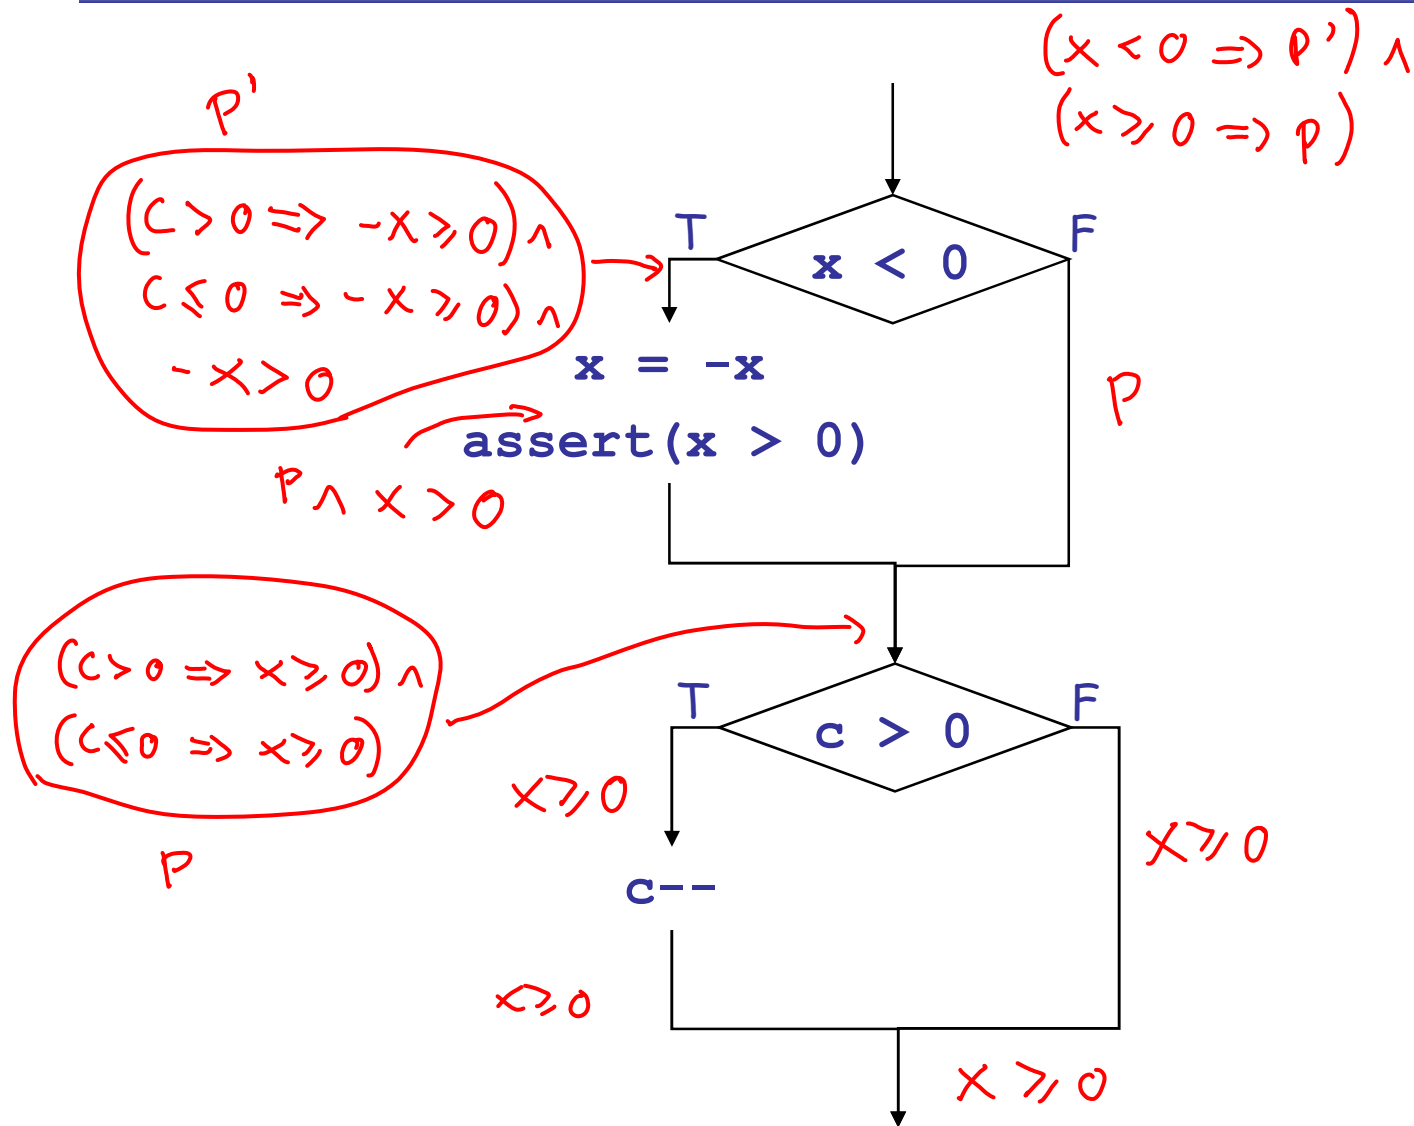 (x < 0 => P') ∧
(x ≥ 0 => P)
P'
(C > 0 => -x ≥ 0) ∧
C ≤ 0 => -x ≥ 0) ∧
-x > 0
T
x < 0
F
x = -x
assert(x > 0)
P
P ∧ x > 0
(C > 0 => x ≥ 0) ∧
(C ≤ 0 => x ≥ 0)
P
T
c > 0
F
x ≥ 0
x ≥ 0
c--
x ≥ 0
x ≥ 0